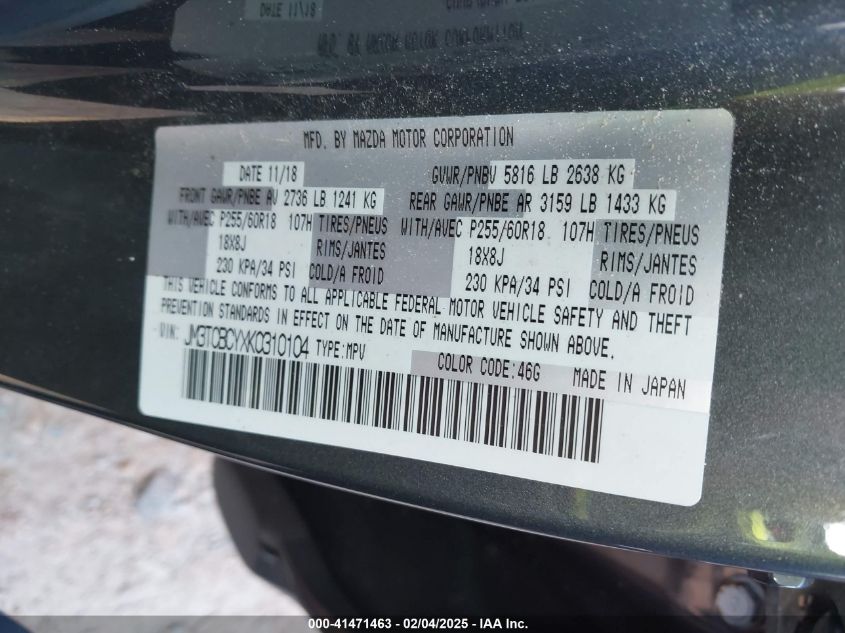 MFD. BY MAZDA MOTOR CORPORATION
DATE 11/18 GVWR/PNBV 5816 LB 2638 KG
FRONT GAWR/PNBE AV 2736 LB 1241 KG REAR GAWR/PNBE AR 3159 LB 1433 KG
WITH/AVEC P255/60R18 107H TIRES/PNEUS WITH/AVEC P255/60R18 107H TIRES/PNEUS
18X8J RIMS/JANTES 18X8J RIMS/JANTES
230 KPA/34 PSI COLD/A FROID 230 KPA/34 PSI COLD/A FROID
THIS VEHICLE CONFORMS TO ALL APPLICABLE FEDERAL MOTOR VEHICLE SAFETY AND THEFT
PREVENTION STANDARDS IN EFFECT ON THE DATE OF MANUFACTURE SHOWN ABOVE.
VIN: JM3TCBCYXK0310104 TYPE:MPV
COLOR CODE:46G MADE IN JAPAN
000-41471463 - 02/04/2025 - IAA Inc.